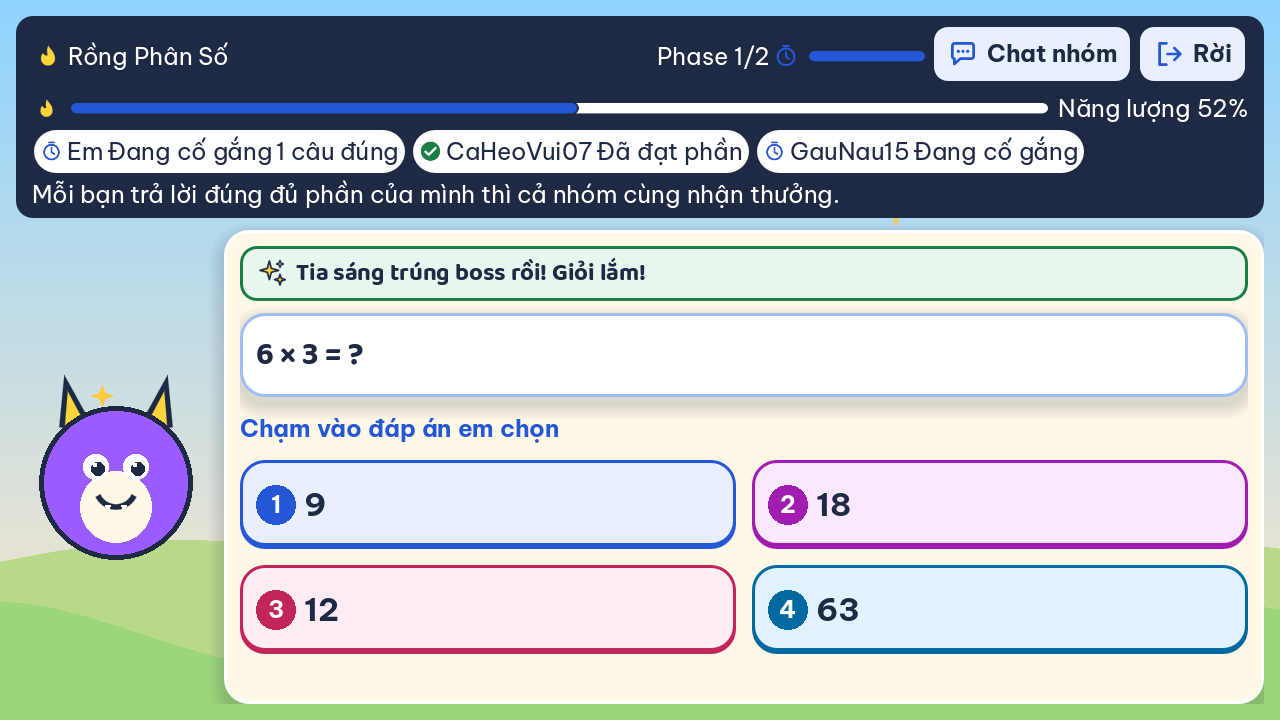 Rồng Phân Số
Phase 1/2
Chat nhóm
Rời
Năng lượng 52%
Em Đang cố gắng 1 câu đúng
CaHeoVui07 Đã đạt phần
GauNau15 Đang cố gắng
Mỗi bạn trả lời đúng đủ phần của mình thì cả nhóm cùng nhận thưởng.
Tia sáng trúng boss rồi! Giỏi lắm!
6 × 3 = ?
Chạm vào đáp án em chọn
1 9
2 18
3 12
4 63